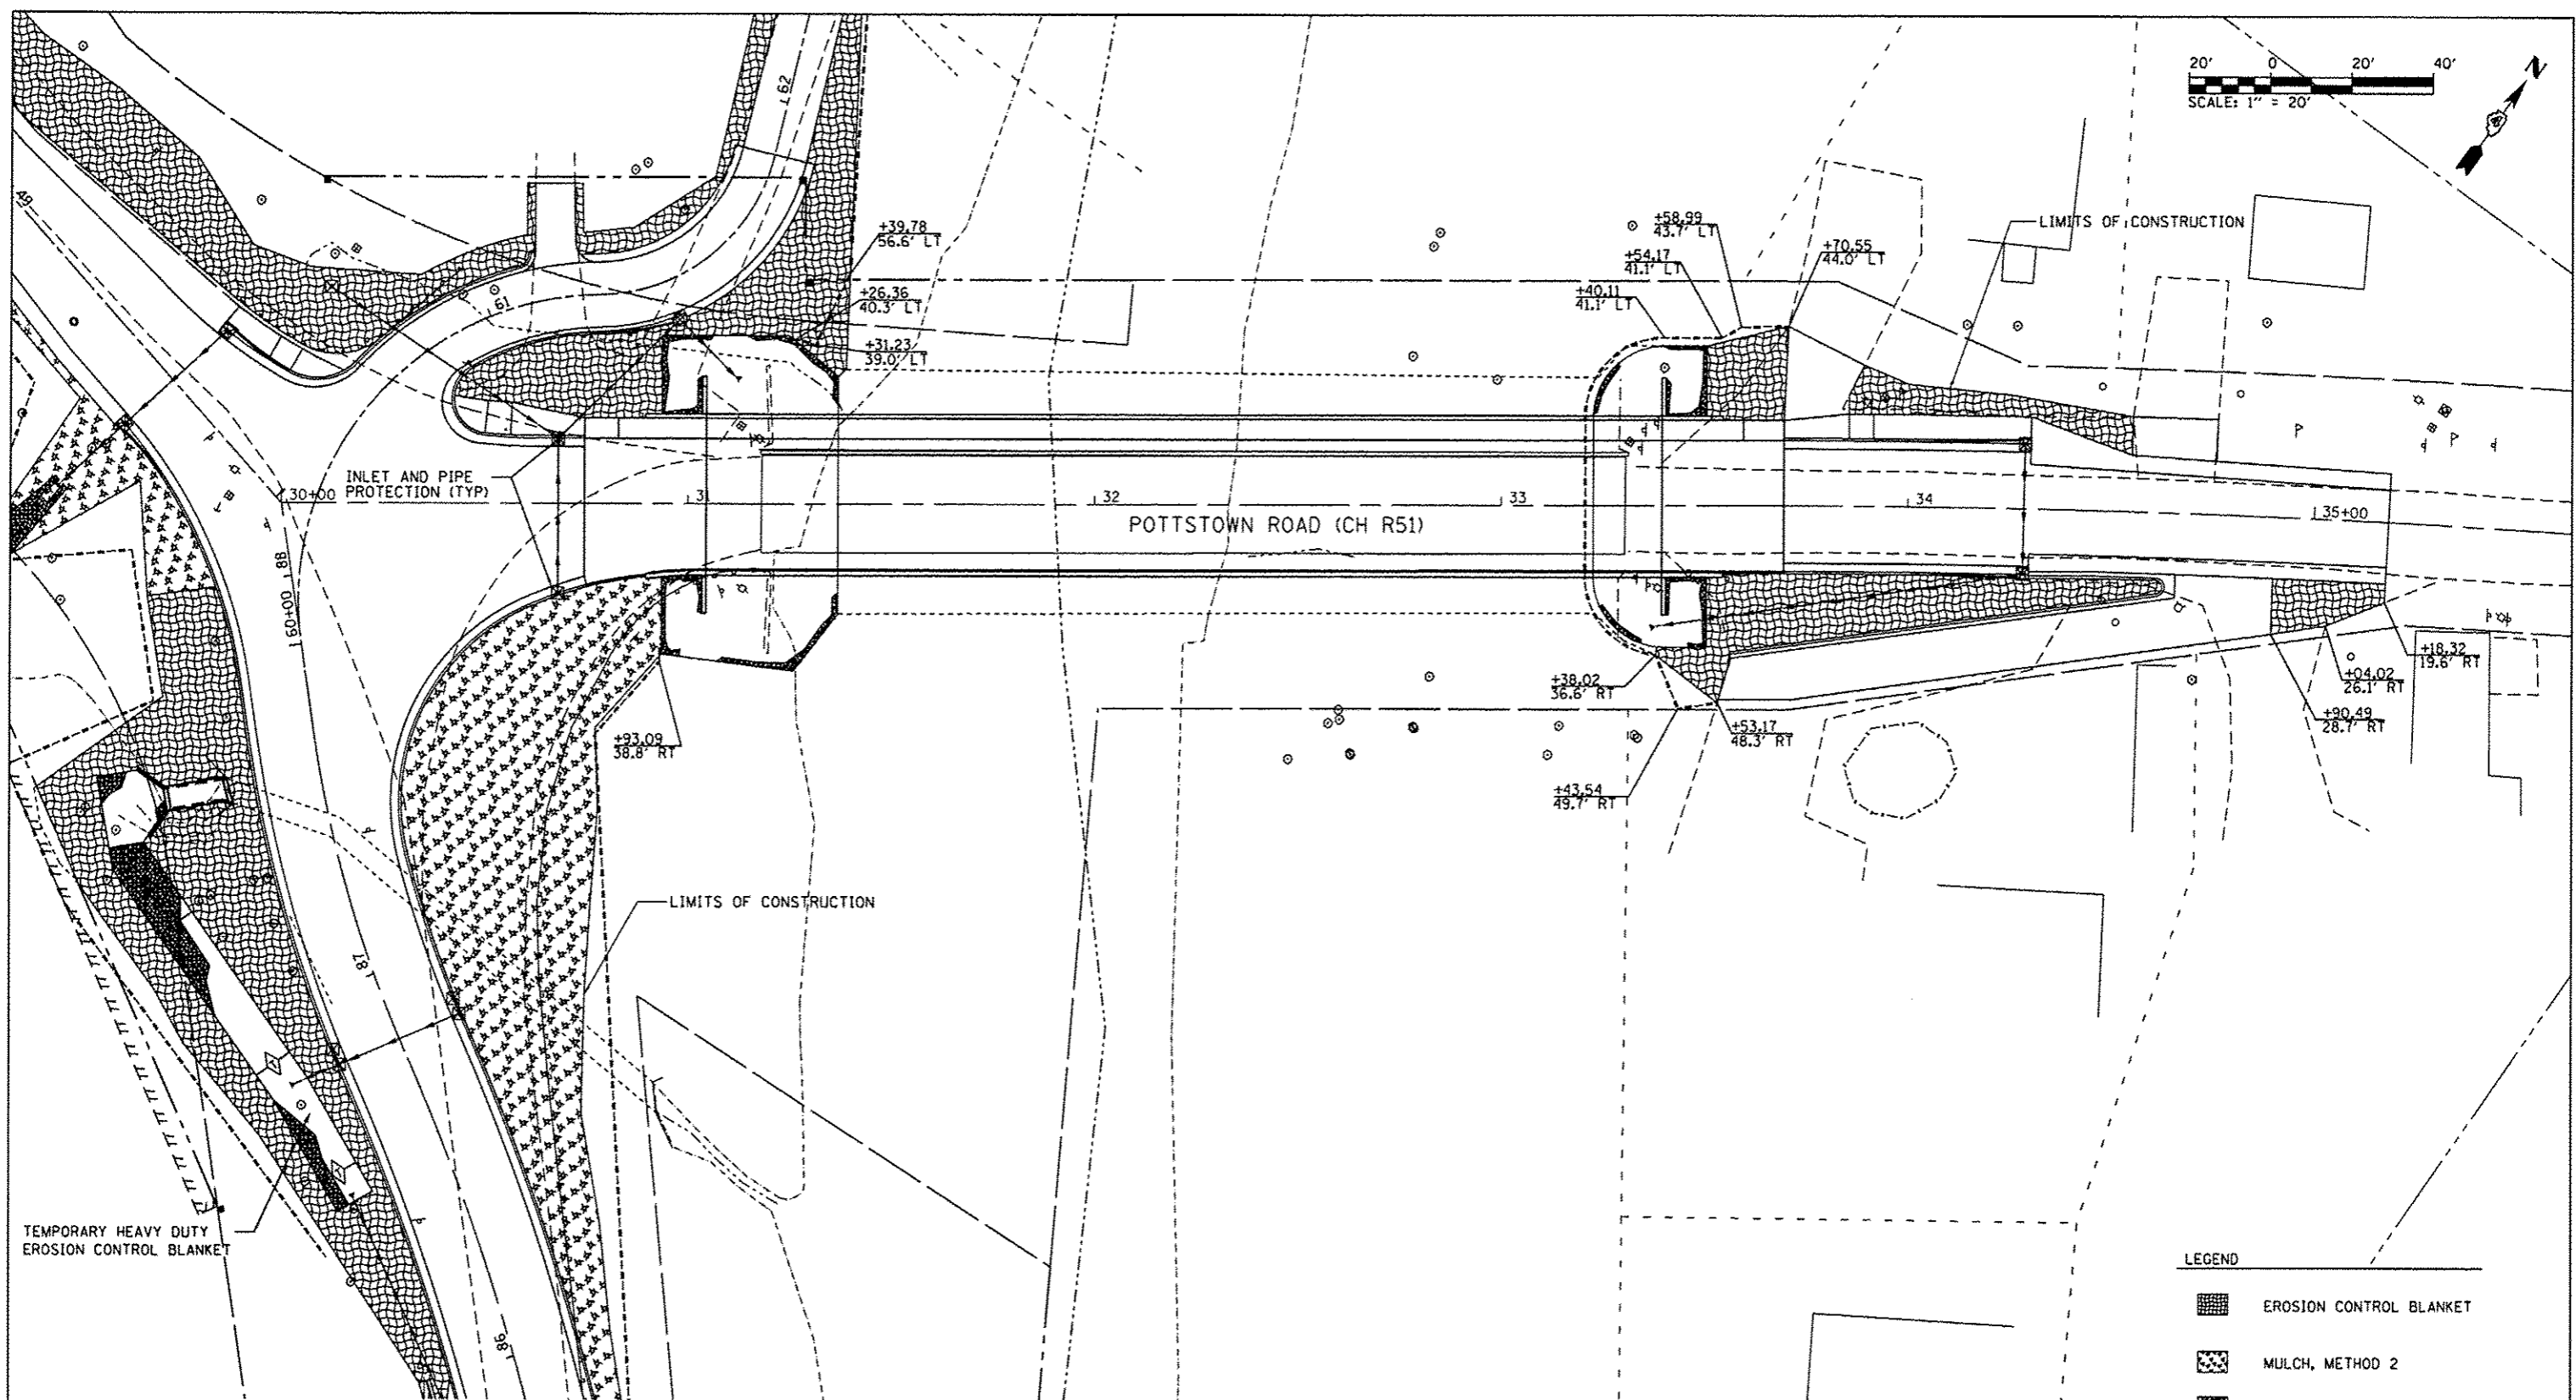 20' 0 20' 40'
SCALE: 1" = 20'
N
62
49
+39.78
56.6' LT
+26.36
40.3' LT
+31.23
39.0' LT
+58.99
43.7' LT
+54.17
41.1' LT
+70.55
44.0' LT
+40.11
41.1' LT
LIMITS OF CONSTRUCTION
61
INLET AND PIPE
PROTECTION (TYP)
30+00 31 32 33 34 35+00
POTTSTOWN ROAD (CH R51)
88
60+00
+93.09
38.8' RT
+38.02
36.6' RT
+53.17
48.3' RT
+43.54
49.7' RT
+18.32
19.6' RT
+04.02
26.1' RT
+90.49
28.7' RT
LIMITS OF CONSTRUCTION
87
TEMPORARY HEAVY DUTY
EROSION CONTROL BLANKET
86
LEGEND
EROSION CONTROL BLANKET
MULCH, METHOD 2